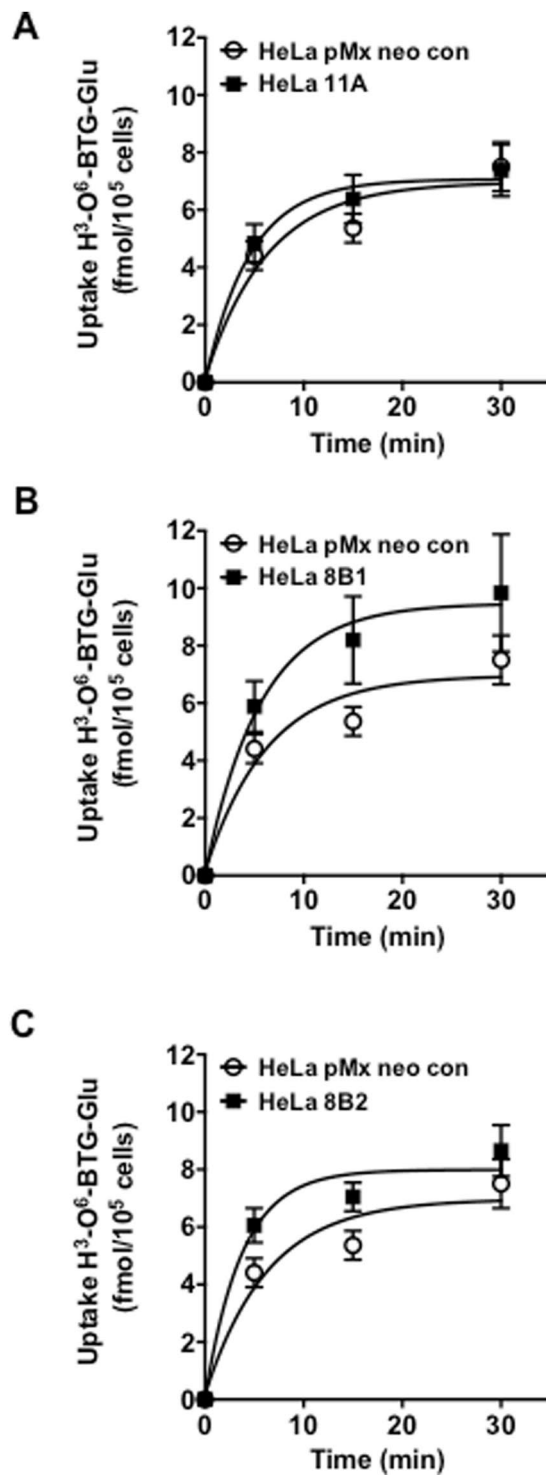 A
HeLa pMx neo con
HeLa 11A
Uptake H³-O⁶-BTG-Glu
(fmol/10⁵ cells)
12
10
8
6
4
2
0
0 10 20 30
Time (min)
B
HeLa pMx neo con
HeLa 8B1
Uptake H³-O⁶-BTG-Glu
(fmol/10⁵ cells)
12
10
8
6
4
2
0
0 10 20 30
Time (min)
C
HeLa pMx neo con
HeLa 8B2
Uptake H³-O⁶-BTG-Glu
(fmol/10⁵ cells)
12
10
8
6
4
2
0
0 10 20 30
Time (min)